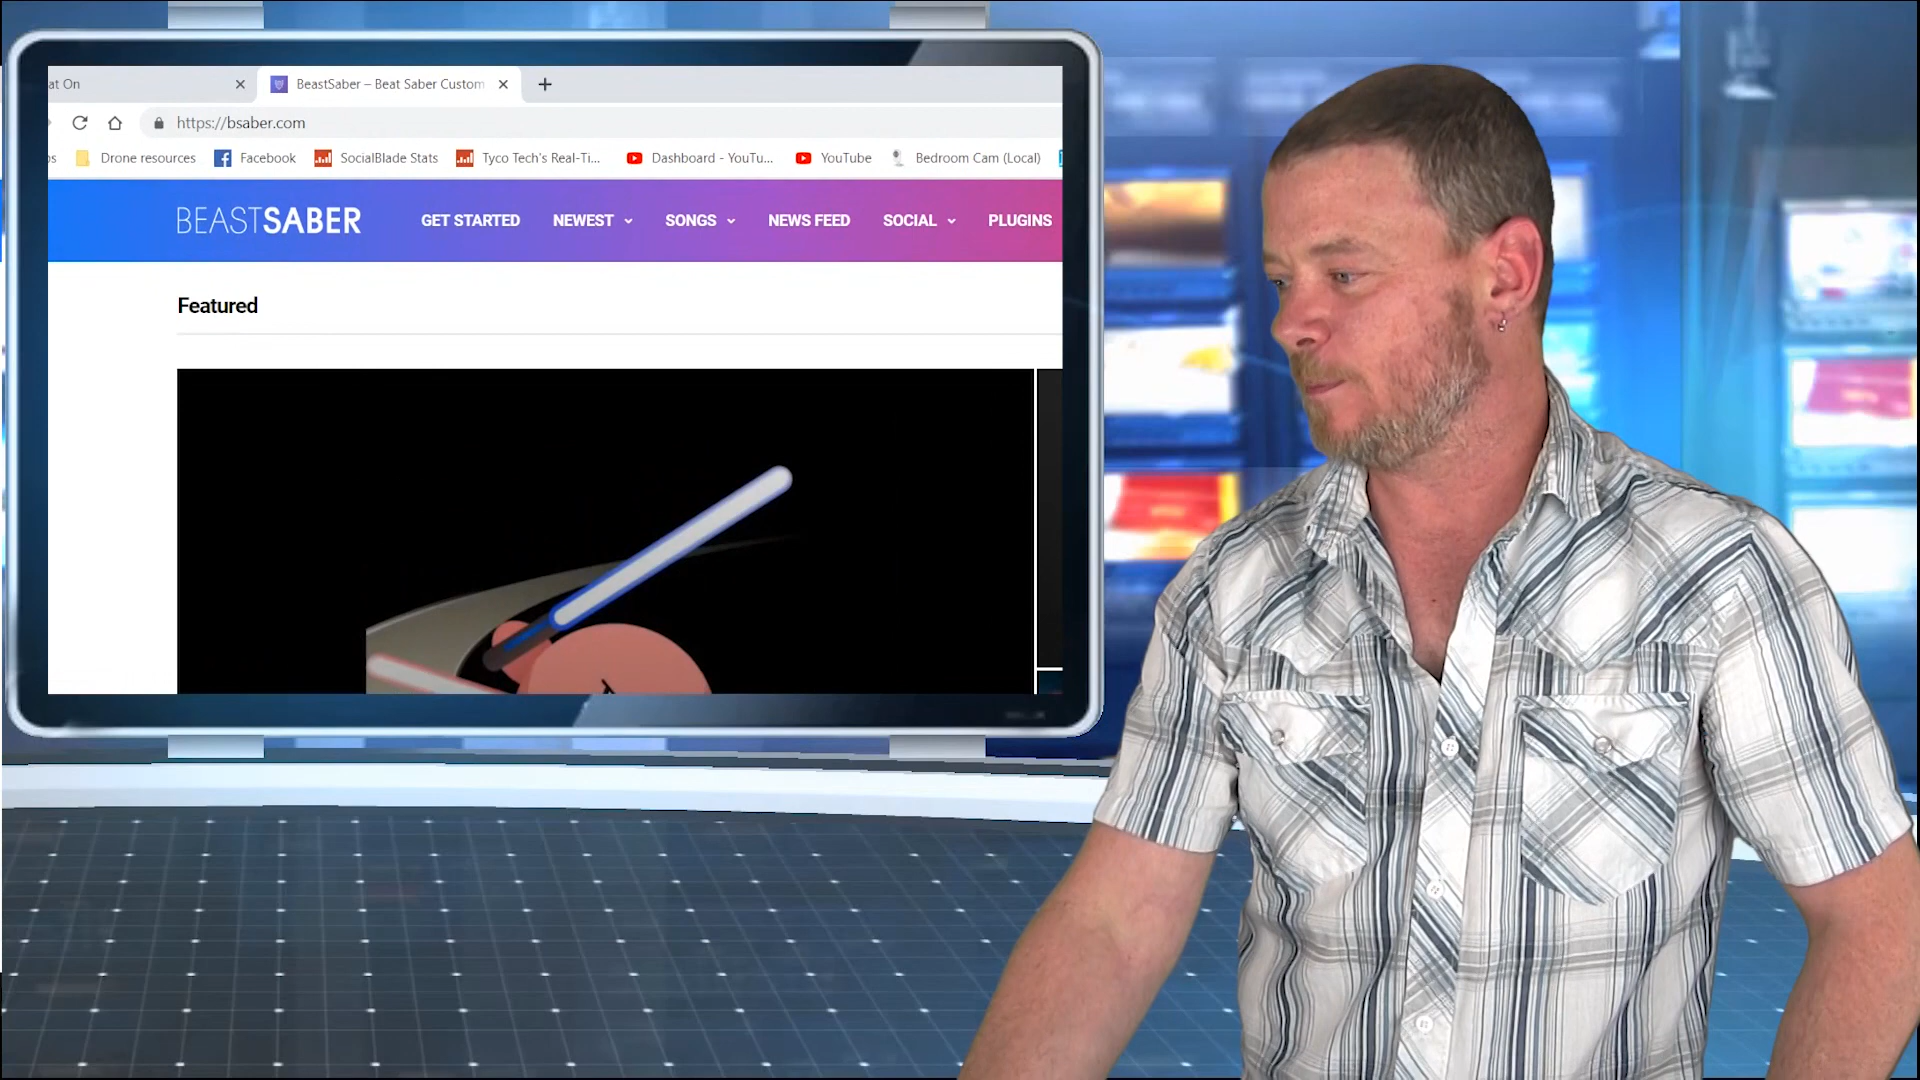 at On
BeastSaber – Beat Saber Custom
https://bsaber.com
ps Drone resources Facebook SocialBlade Stats Tyco Tech's Real-Ti... Dashboard - YouTu... YouTube Bedroom Cam (Local)
BEASTSABER GET STARTED NEWEST SONGS NEWS FEED SOCIAL PLUGINS
Featured